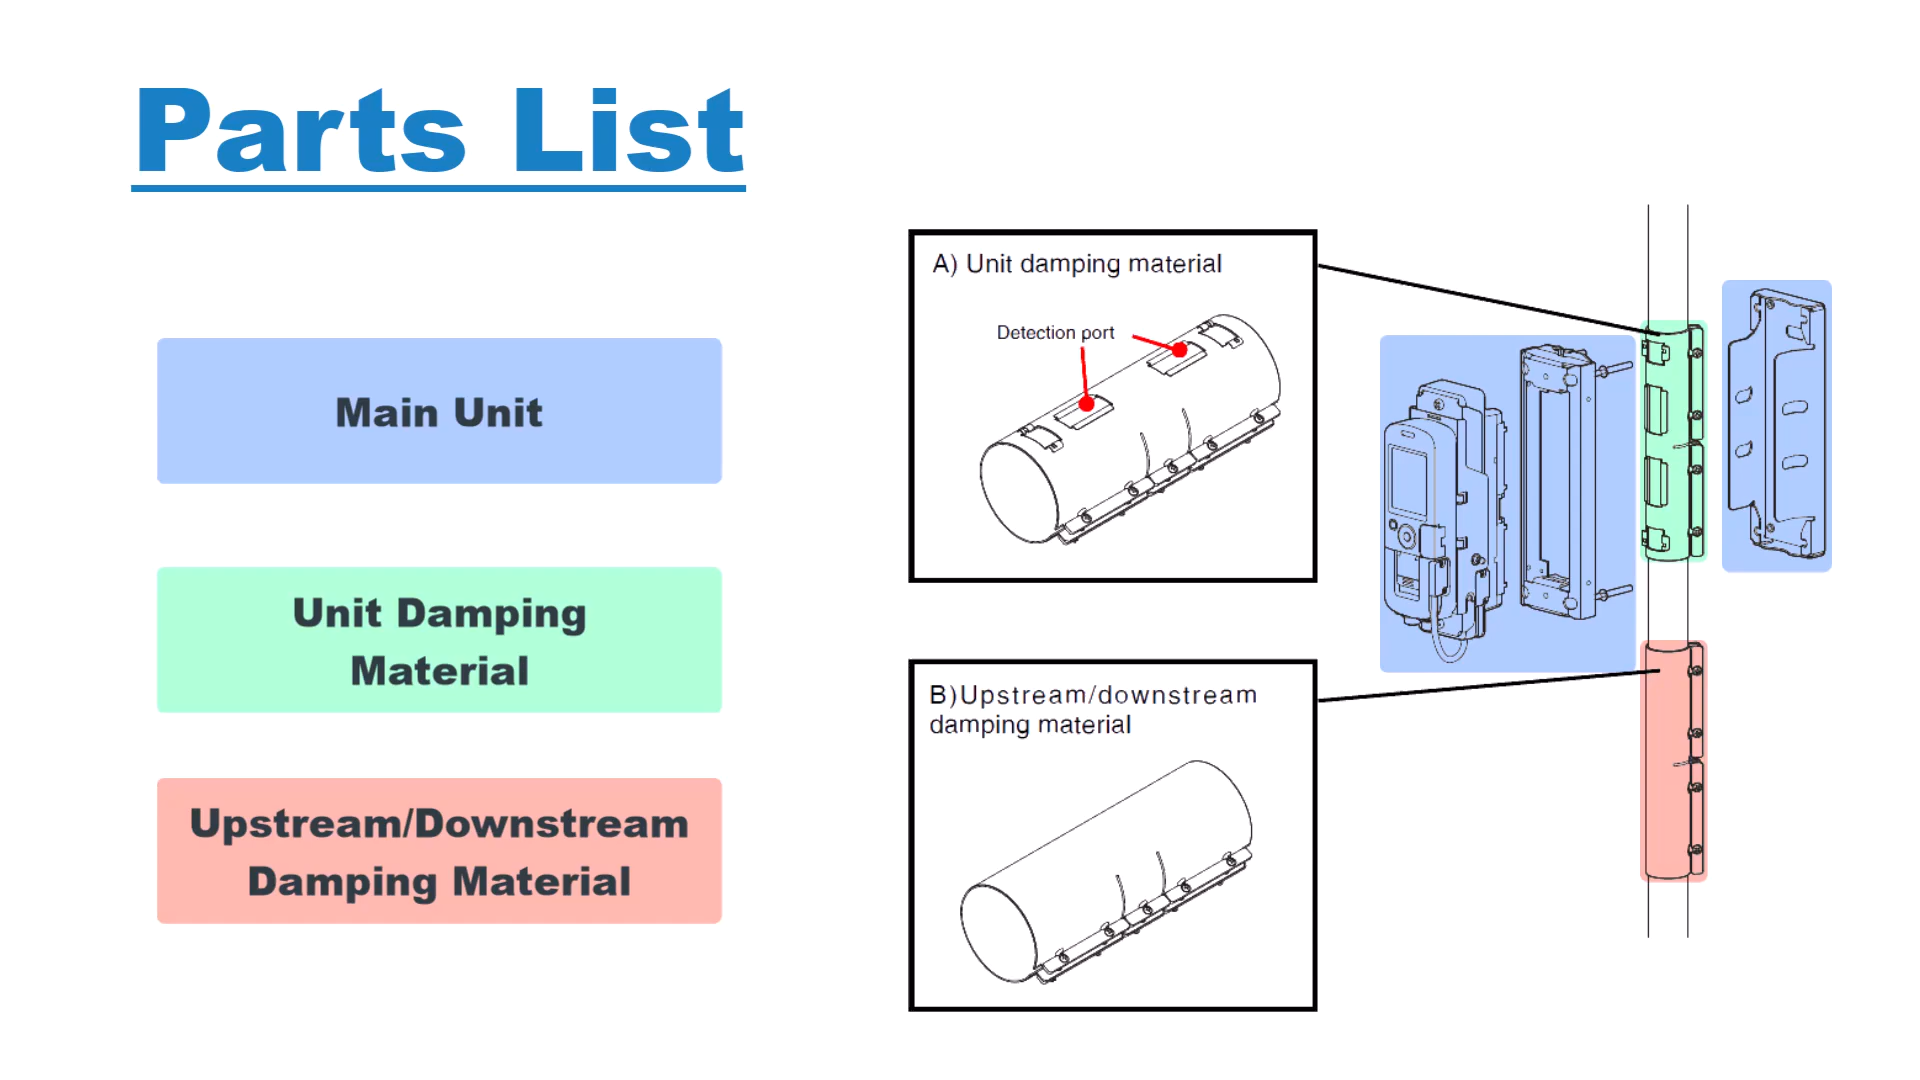 Parts List
Main Unit
Unit Damping
Material
Upstream/Downstream
Damping Material
A) Unit damping material
Detection port
B)Upstream/downstream
damping material